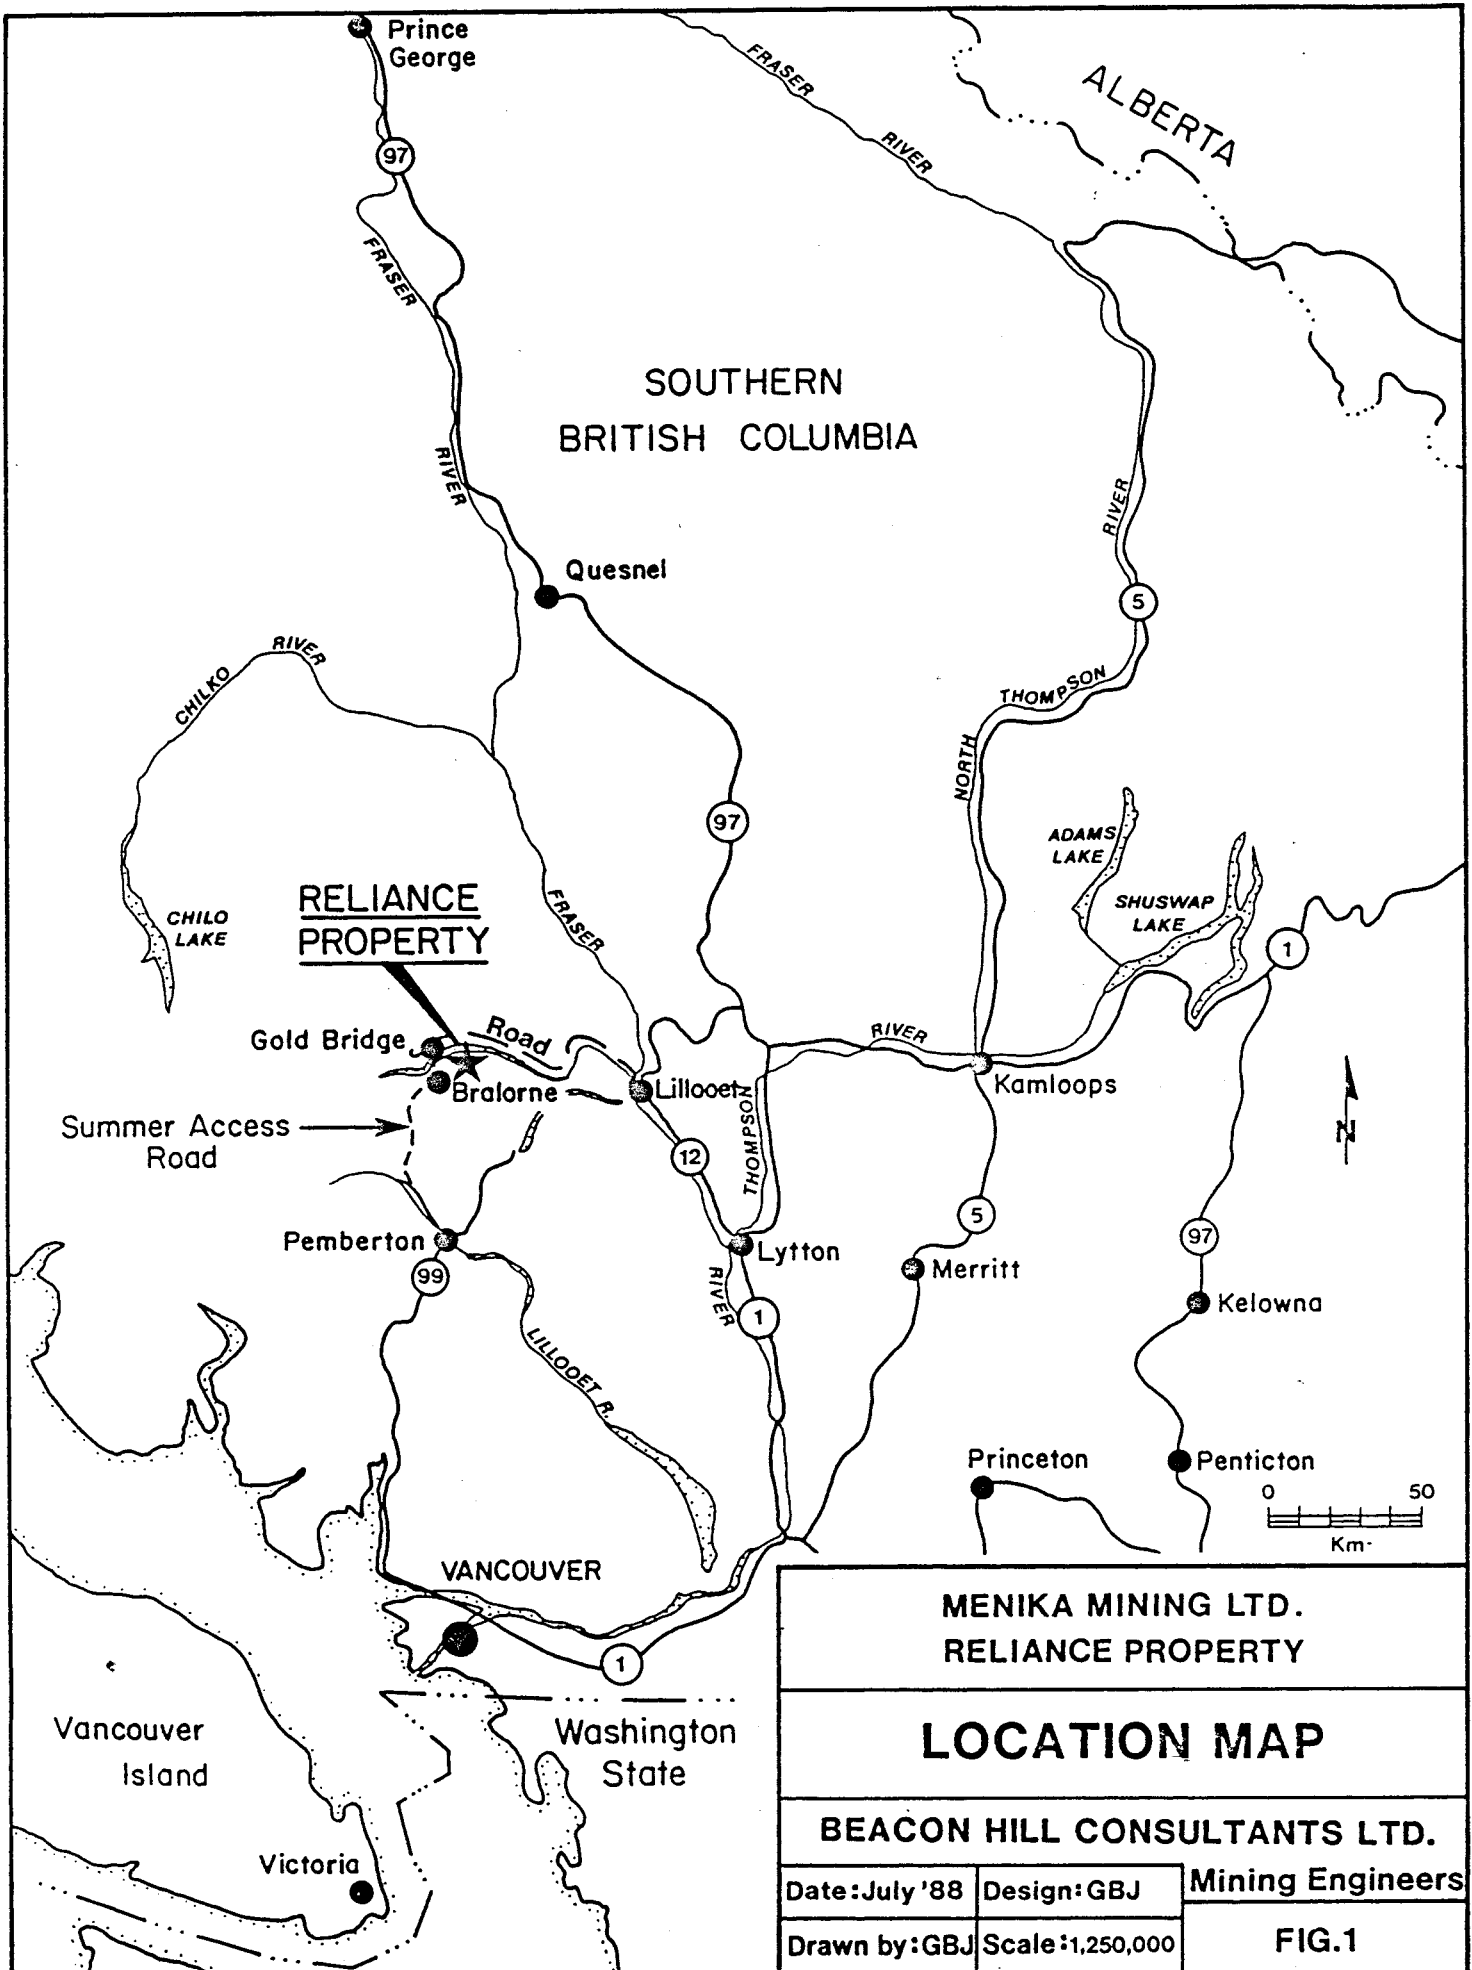 Prince
George
FRASER
RIVER
ALBERTA
97
FRASER
SOUTHERN
BRITISH COLUMBIA
RIVER
RIVER
Quesnel
5
CHILKO
RIVER
THOMPSON
NORTH
97
ADAMS
LAKE
SHUSWAP
LAKE
RELIANCE
PROPERTY
CHILO
LAKE
FRASER
1
Gold Bridge
Road
RIVER
Bralorne
Lillooet
Kamloops
Summer Access
Road
THOMPSON
N
12
5
97
Pemberton
99
Lytton
Merritt
RIVER
1
Kelowna
LILLOOET R.
Princeton
Penticton
0 50
Km.
VANCOUVER
1
Vancouver
Island
Washington
State
Victoria
MENIKA MINING LTD.
RELIANCE PROPERTY
LOCATION MAP
BEACON HILL CONSULTANTS LTD.
Mining Engineers
Date: July '88 Design: GBJ
Drawn by: GBJ Scale: 1,250,000
FIG.1